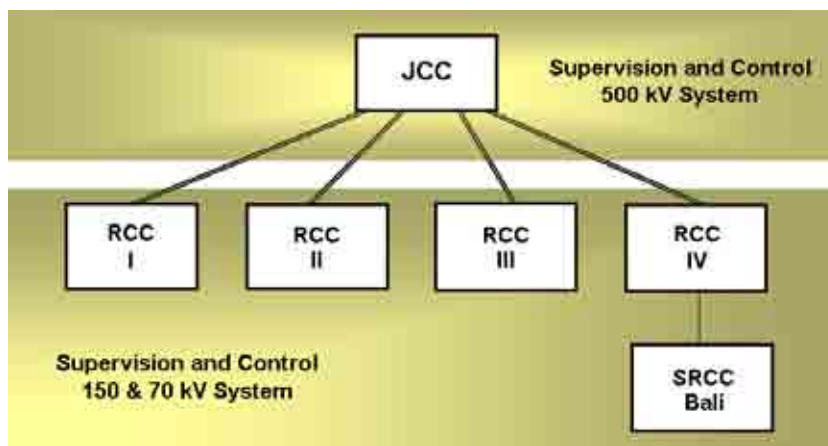 JCC
Supervision and Control
500 kV System
RCC
I
RCC
II
RCC
III
RCC
IV
Supervision and Control
150 & 70 kV System
SRCC
Bali